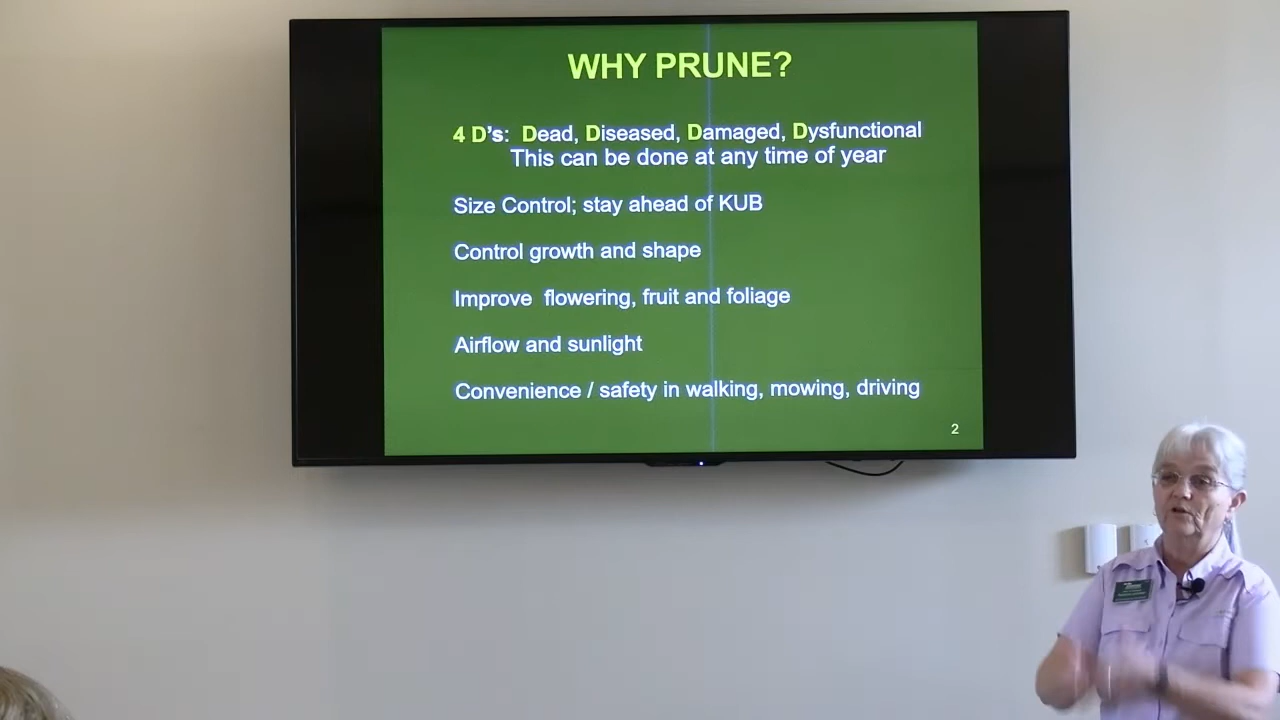 WHY PRUNE?
4 D's: Dead, Diseased, Damaged, Dysfunctional
This can be done at any time of year
Size Control; stay ahead of KUB
Control growth and shape
Improve flowering, fruit and foliage
Airflow and sunlight
Convenience / safety in walking, mowing, driving
2